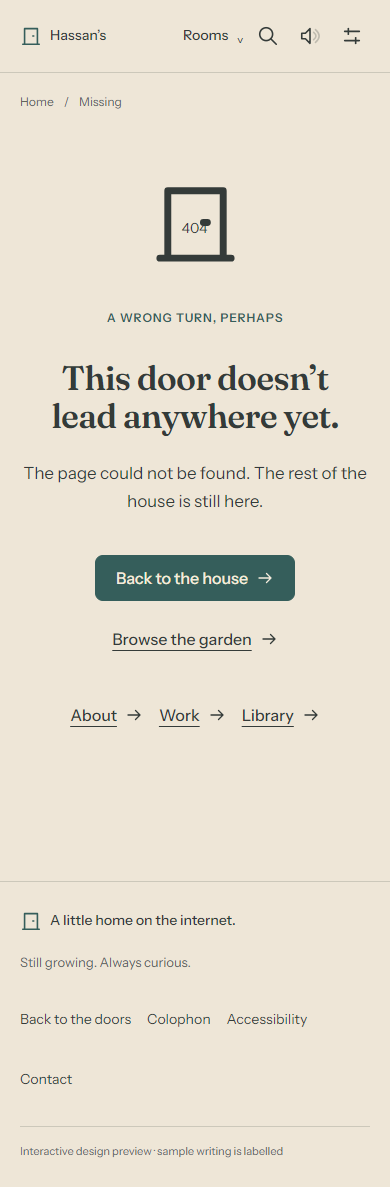 Hassan’s
Rooms v
Home / Missing
404
A WRONG TURN, PERHAPS
This door doesn’t
lead anywhere yet.
The page could not be found. The rest of the
house is still here.
Back to the house →
Browse the garden →
About → Work → Library →
A little home on the internet.
Still growing. Always curious.
Back to the doors Colophon Accessibility
Contact
Interactive design preview · sample writing is labelled